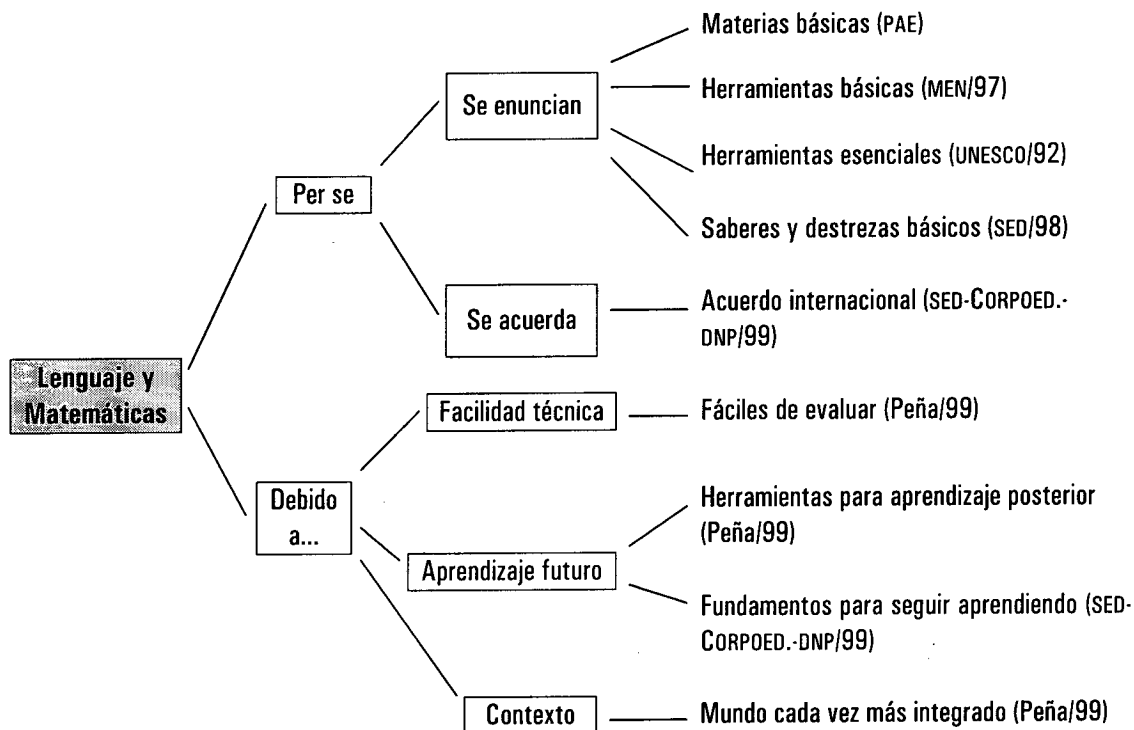 Materias básicas (PAE)
Se enuncian
Herramientas básicas (MEN/97)
Herramientas esenciales (UNESCO/92)
Per se
Saberes y destrezas básicos (SED/98)
Se acuerda
Acuerdo internacional (SED-CORPOED.-
DNP/99)
Lenguaje y
Matemáticas
Facilidad técnica
Fáciles de evaluar (Peña/99)
Debido
a...
Herramientas para aprendizaje posterior
(Peña/99)
Aprendizaje futuro
Fundamentos para seguir aprendiendo (SED-
CORPOED.-DNP/99)
Contexto
Mundo cada vez más integrado (Peña/99)